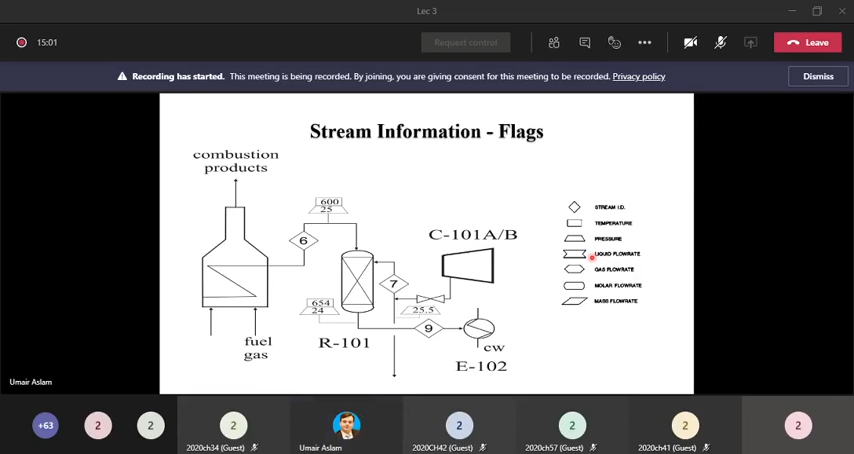 Lec 3
15:01
Request control
Leave
Recording has started. This meeting is being recorded. By joining, you are giving consent for this meeting to be recorded. Privacy policy
Dismiss
Stream Information - Flags
combustion
products
600
25
6
C-101A/B
7
654
24
25.5
9
fuel
gas
R-101
cw
E-102
STREAM I.D.
TEMPERATURE
PRESSURE
LIQUID FLOWRATE
GAS FLOWRATE
MOLAR FLOWRATE
MASS FLOWRATE
Umair Aslam
+63
2
2
2
2
2
2
2
2020ch34 (Guest)
Umair Aslam
2020CH42 (Guest)
2020ch57 (Guest)
2020ch41 (Guest)